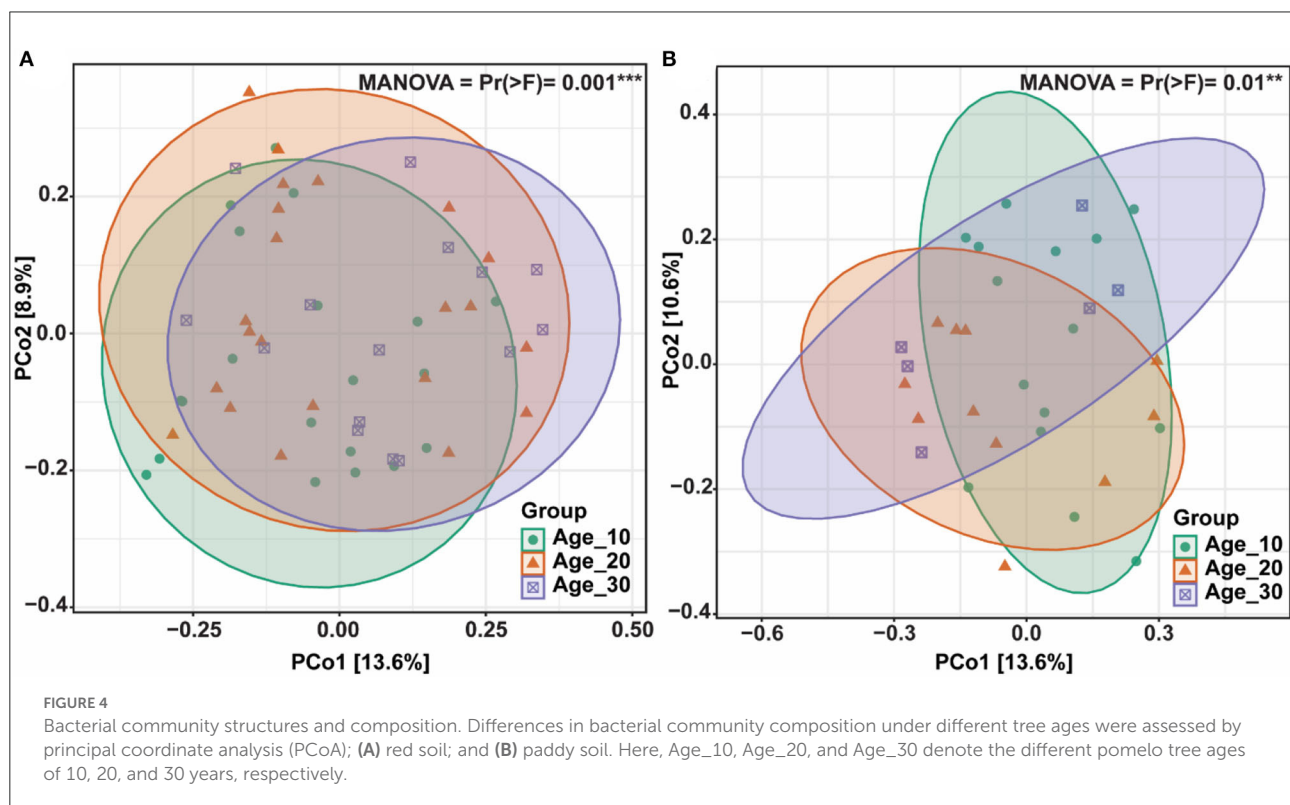 A
MANOVA = Pr(>F)= 0.001***
PCo2 [8.9%]
0.2
0.0
−0.2
−0.4
−0.25
0.00
0.25
0.50
PCo1 [13.6%]
Group
Age_10
Age_20
Age_30
B
MANOVA = Pr(>F)= 0.01**
PCo2 [10.6%]
0.4
0.2
0.0
−0.2
−0.4
−0.6
−0.3
0.0
0.3
PCo1 [13.6%]
Group
Age_10
Age_20
Age_30
FIGURE 4
Bacterial community structures and composition. Differences in bacterial community composition under different tree ages were assessed by
principal coordinate analysis (PCoA); (A) red soil; and (B) paddy soil. Here, Age_10, Age_20, and Age_30 denote the different pomelo tree ages
of 10, 20, and 30 years, respectively.